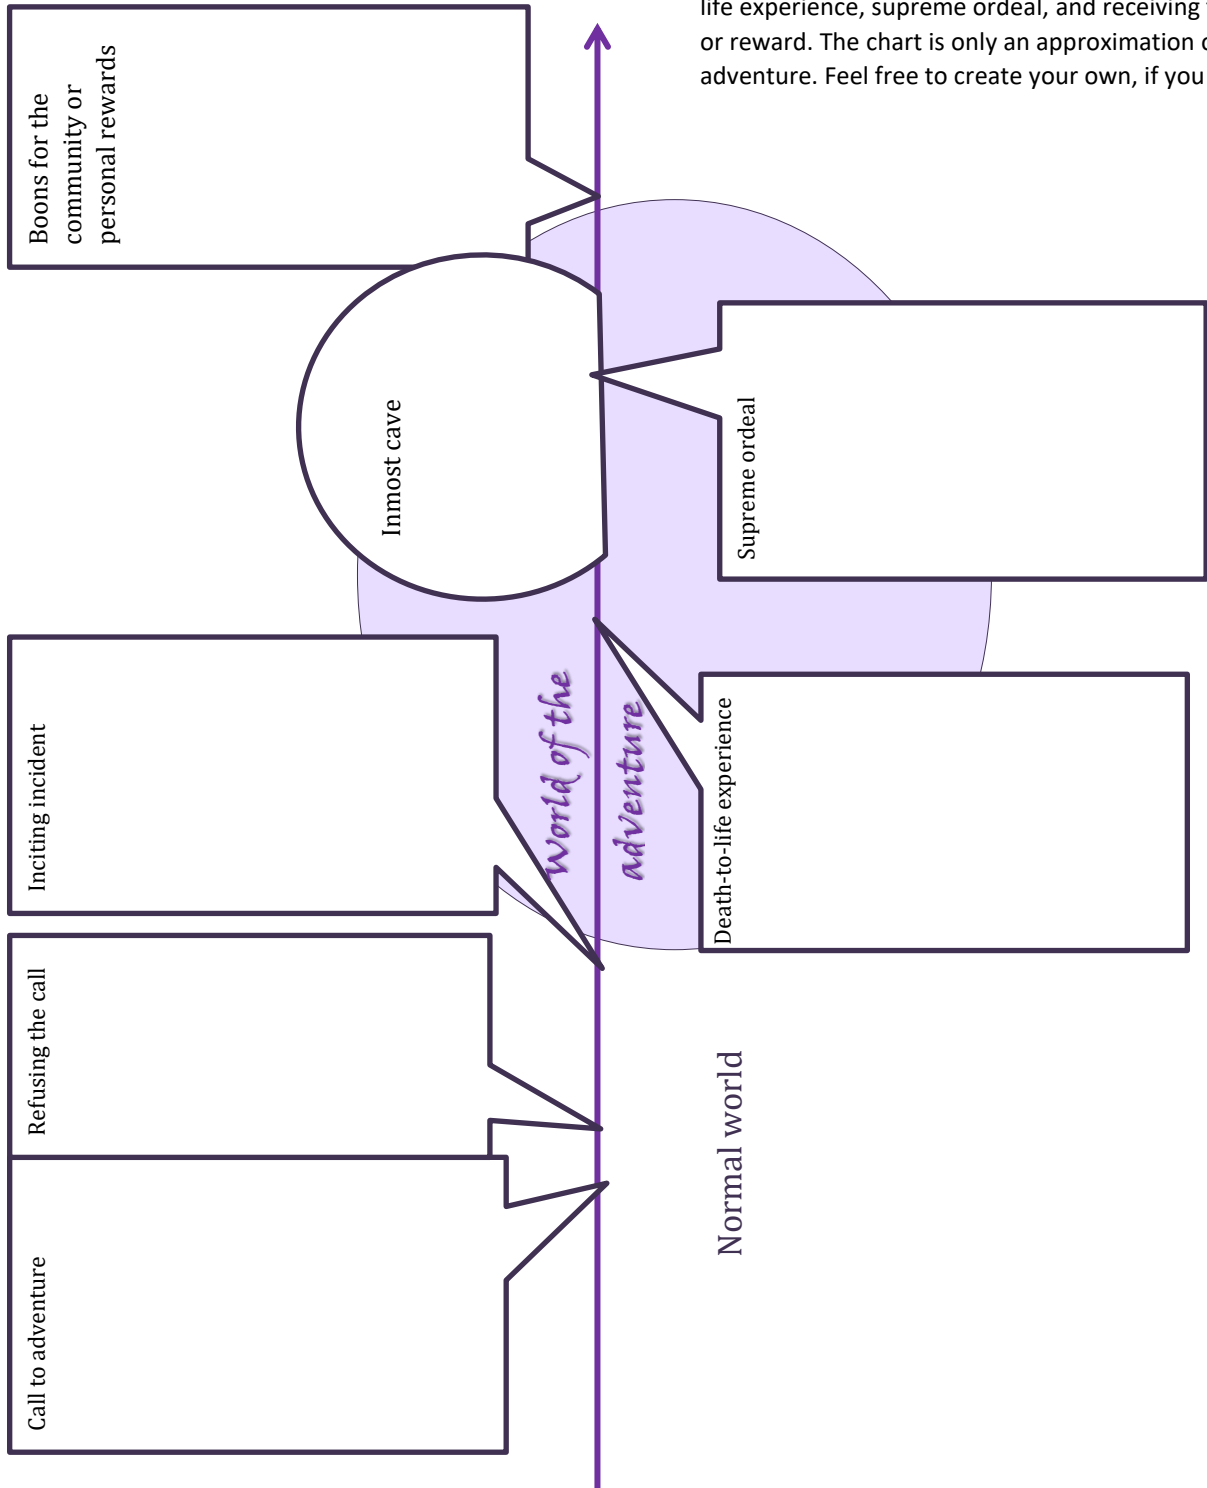 life experience, supreme ordeal, and receiving
or reward. The chart is only an approximation
adventure. Feel free to create your own, if you
Call to adventure
Refusing the call
Inciting incident
Inmost cave
Boons for the
community or
personal rewards
World of the
adventure
Normal world
Death-to-life experience
Supreme ordeal